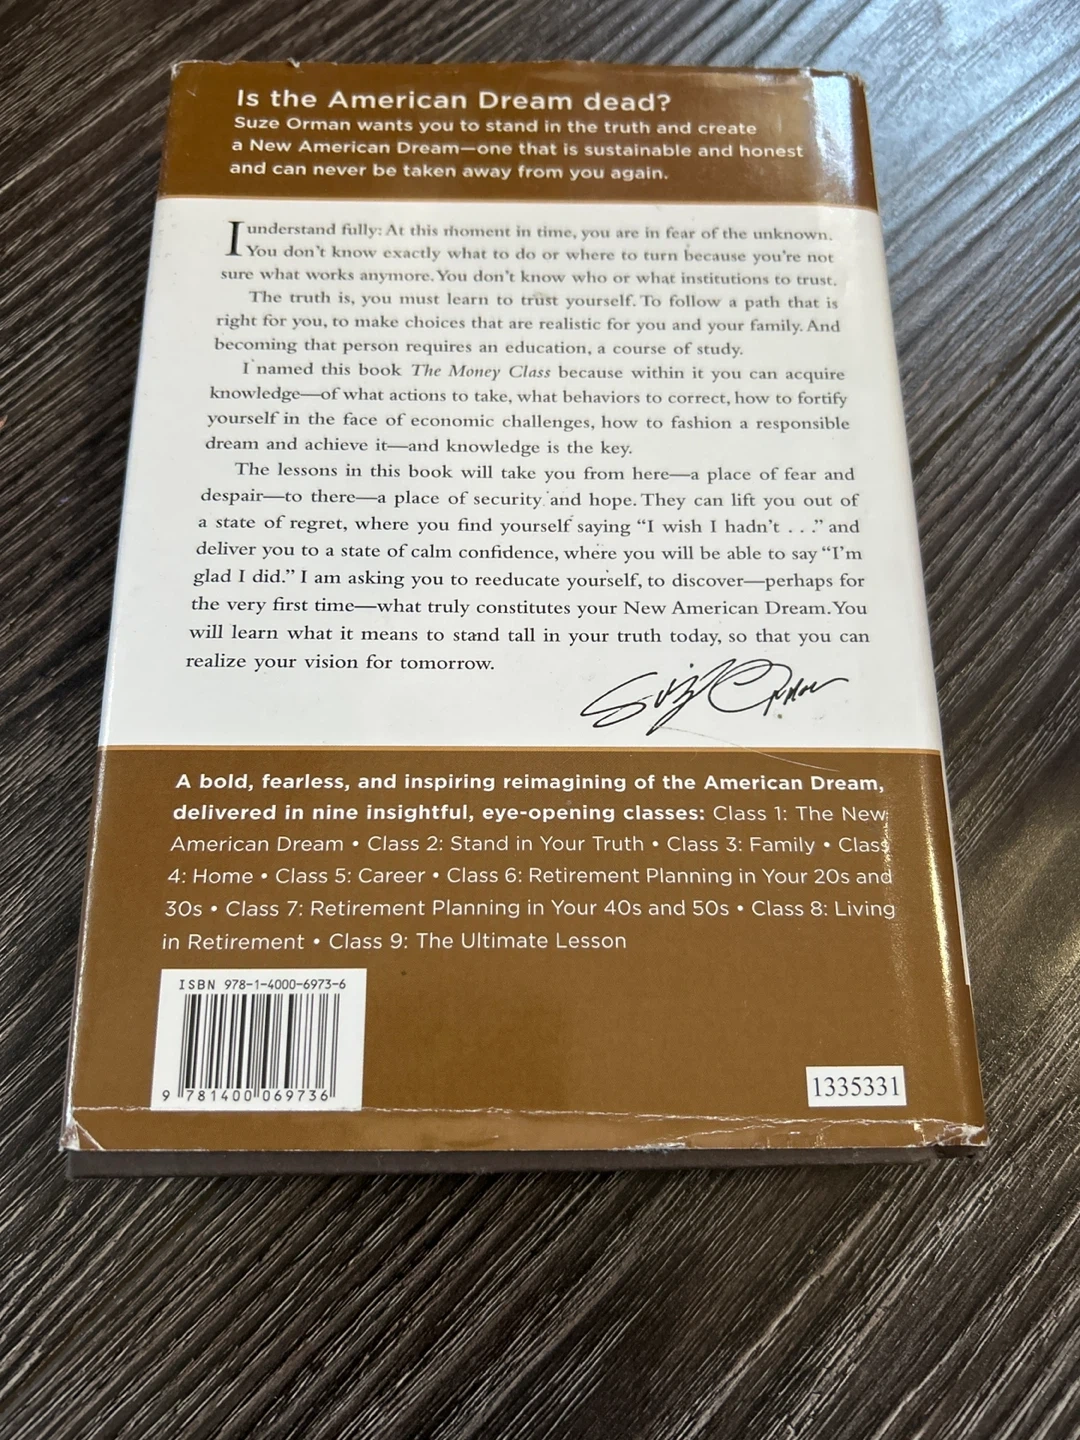 Is the American Dream dead?
Suze Orman wants you to stand in the truth and create
a New American Dream—one that is sustainable and honest
and can never be taken away from you again.
I understand fully: At this moment in time, you are in fear of the unknown.
You don't know exactly what to do or where to turn because you're not
sure what works anymore. You don't know who or what institutions to trust.
The truth is, you must learn to trust yourself. To follow a path that is
right for you, to make choices that are realistic for you and your family. And
becoming that person requires an education, a course of study.
I named this book The Money Class because within it you can acquire
knowledge—of what actions to take, what behaviors to correct, how to fortify
yourself in the face of economic challenges, how to fashion a responsible
dream and achieve it—and knowledge is the key.
The lessons in this book will take you from here—a place of fear and
despair—to there—a place of security and hope. They can lift you out of
a state of regret, where you find yourself saying “I wish I hadn't . . .” and
deliver you to a state of calm confidence, where you will be able to say “I'm
glad I did.” I am asking you to reeducate yourself, to discover—perhaps for
the very first time—what truly constitutes your New American Dream. You
will learn what it means to stand tall in your truth today, so that you can
realize your vision for tomorrow.
Suze Orman
A bold, fearless, and inspiring reimagining of the American Dream,
delivered in nine insightful, eye-opening classes: Class 1: The New
American Dream • Class 2: Stand in Your Truth • Class 3: Family • Class
4: Home • Class 5: Career • Class 6: Retirement Planning in Your 20s and
30s • Class 7: Retirement Planning in Your 40s and 50s • Class 8: Living
in Retirement • Class 9: The Ultimate Lesson
ISBN 978-1-4000-6973-6
9 781400 069736
1335331